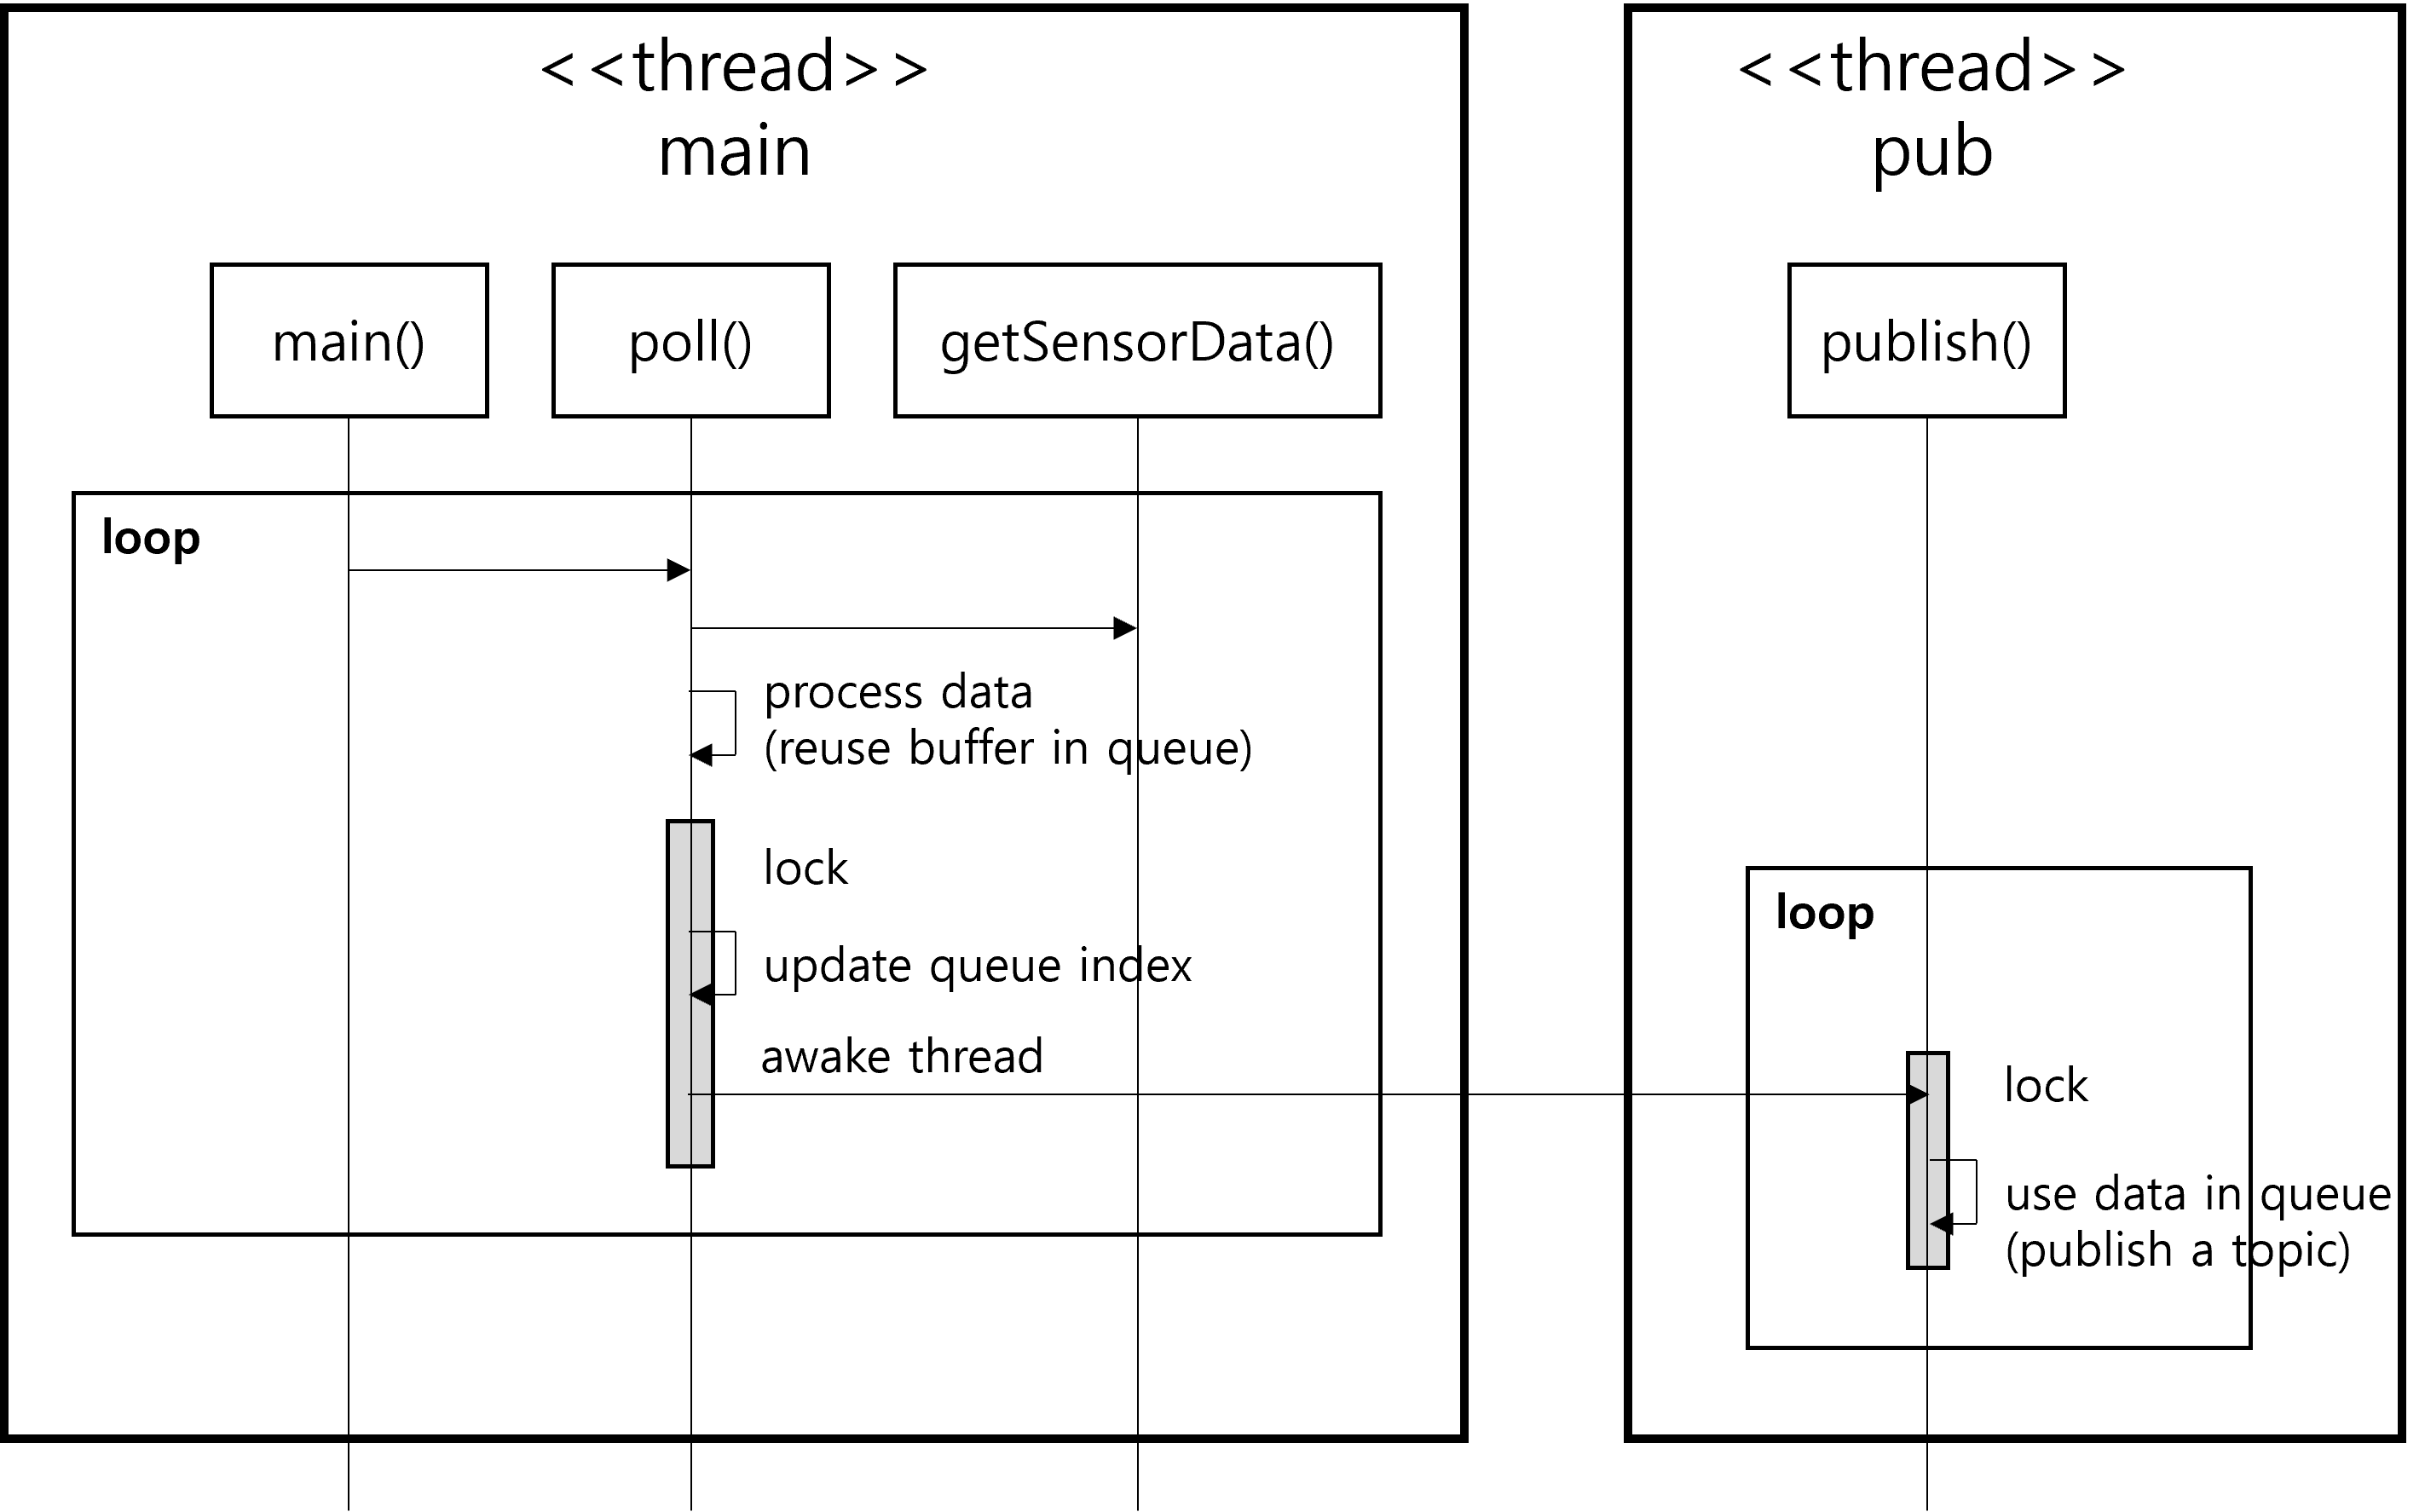 <<thread>>
main
<<thread>>
pub
main()
poll()
getSensorData()
publish()
loop
process data
(reuse buffer in queue)
lock
loop
update queue index
awake thread
lock
use data in queue
(publish a topic)